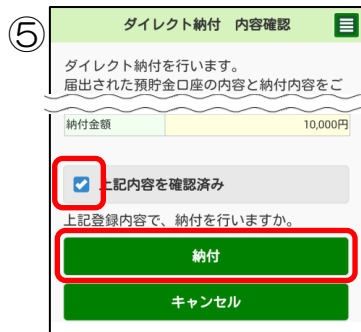 ⑤
ダイレクト納付 内容確認
ダイレクト納付を行います。
届出された預貯金口座の内容と納付内容をご
納付金額 10,000円
上記内容を確認済み
上記登録内容で、納付を行いますか。
納付
キャンセル